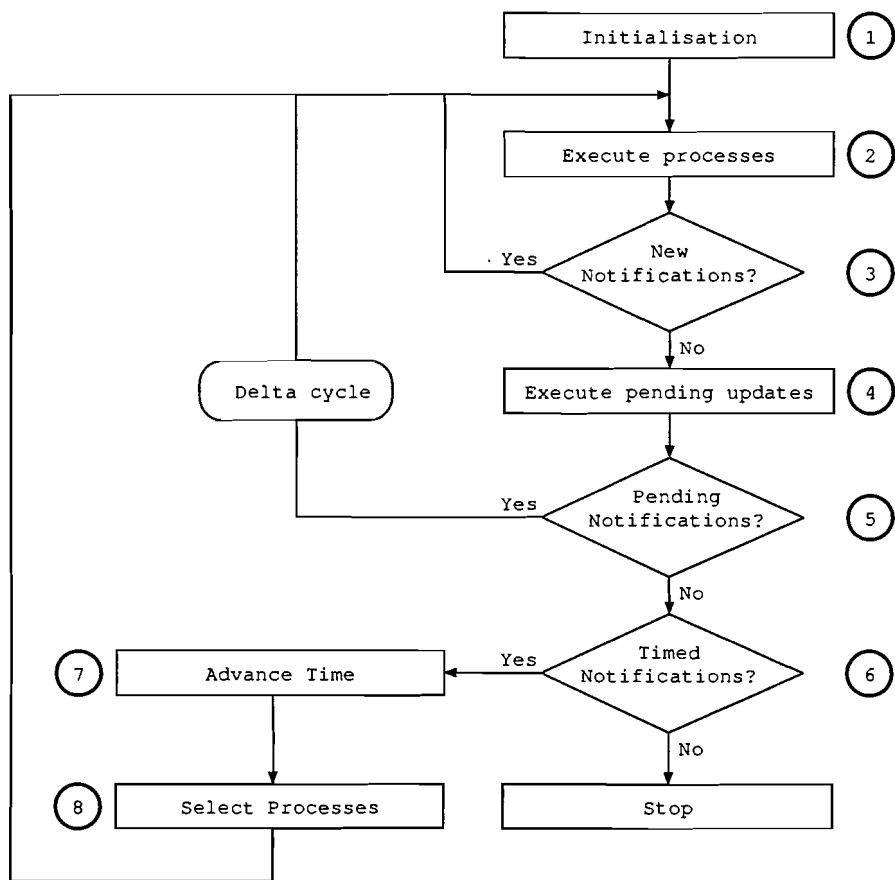 Initialisation
1
Execute processes
2
New
Notifications?
Yes
3
No
Delta cycle
Execute pending updates
4
Pending
Notifications?
Yes
5
No
7
Advance Time
Yes
Timed
Notifications?
6
No
8
Select Processes
Stop